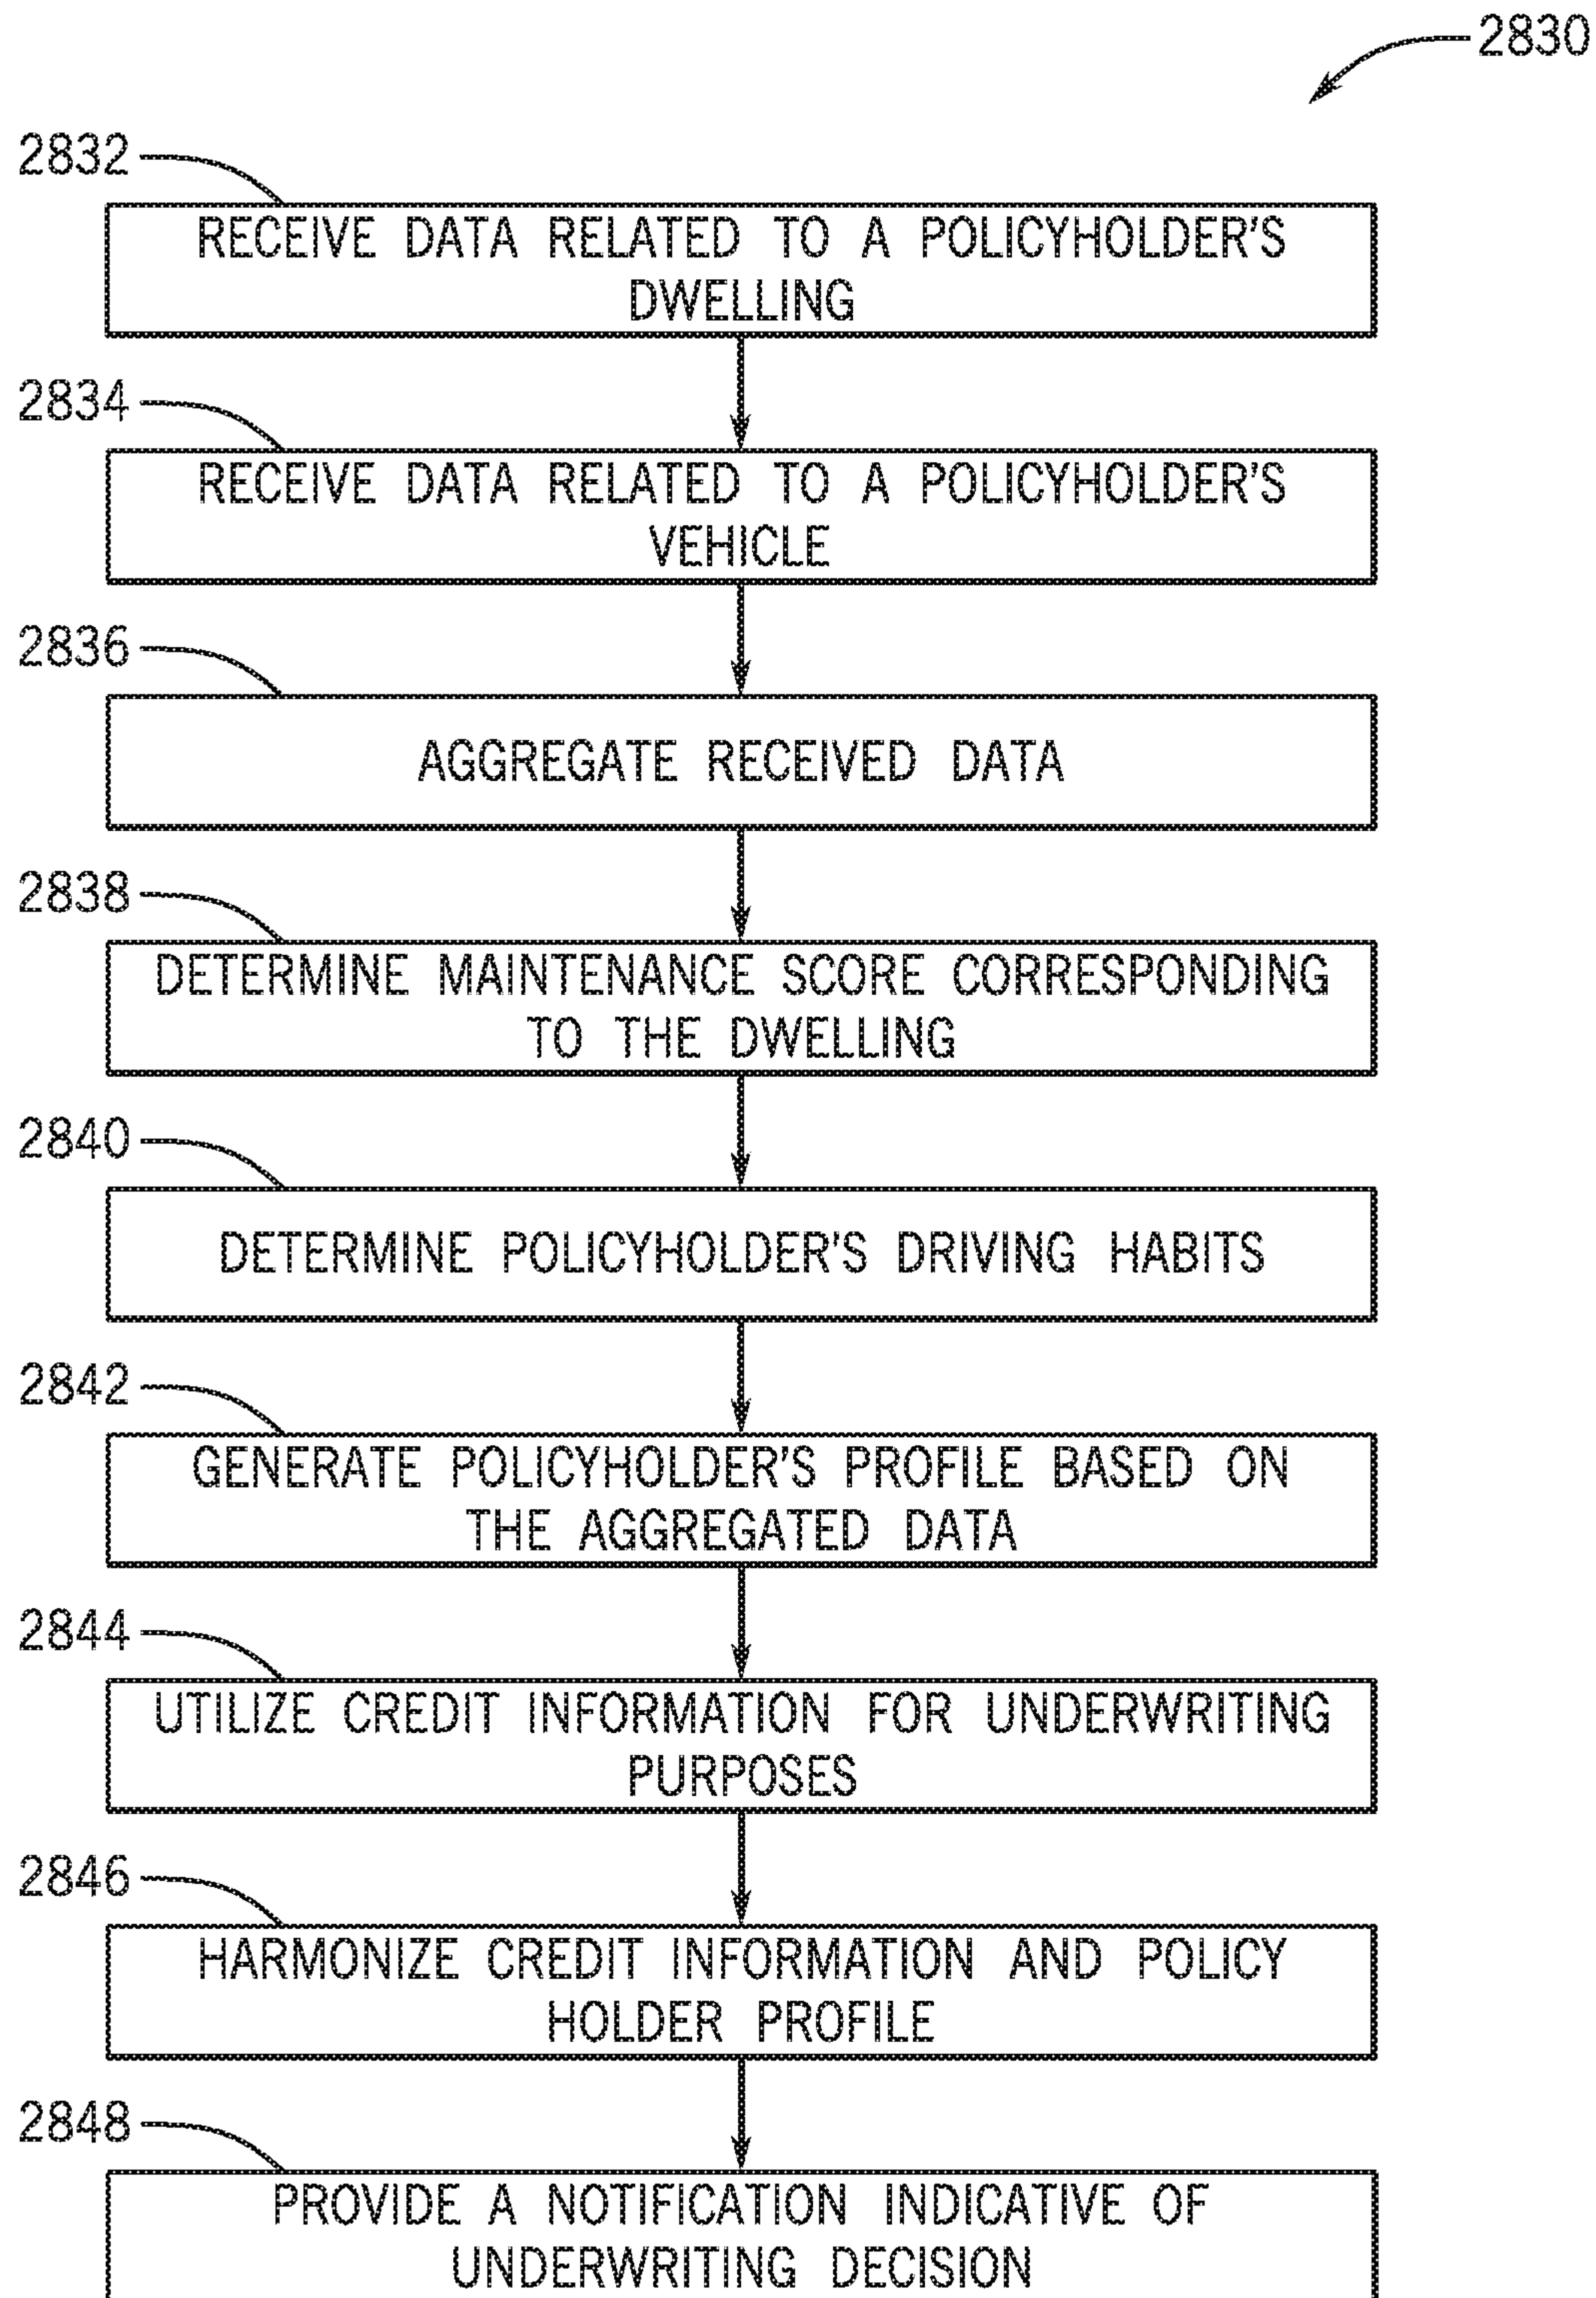 2830
2832
RECEIVE DATA RELATED TO A POLICYHOLDER'S
DWELLING
2834
RECEIVE DATA RELATED TO A POLICYHOLDER'S
VEHICLE
2836
AGGREGATE RECEIVED DATA
2838
DETERMINE MAINTENANCE SCORE CORRESPONDING
TO THE DWELLING
2840
DETERMINE POLICYHOLDER'S DRIVING HABITS
2842
GENERATE POLICYHOLDER'S PROFILE BASED ON
THE AGGREGATED DATA
2844
UTILIZE CREDIT INFORMATION FOR UNDERWRITING
PURPOSES
2846
HARMONIZE CREDIT INFORMATION AND POLICY
HOLDER PROFILE
2848
PROVIDE A NOTIFICATION INDICATIVE OF
UNDERWRITING DECISION